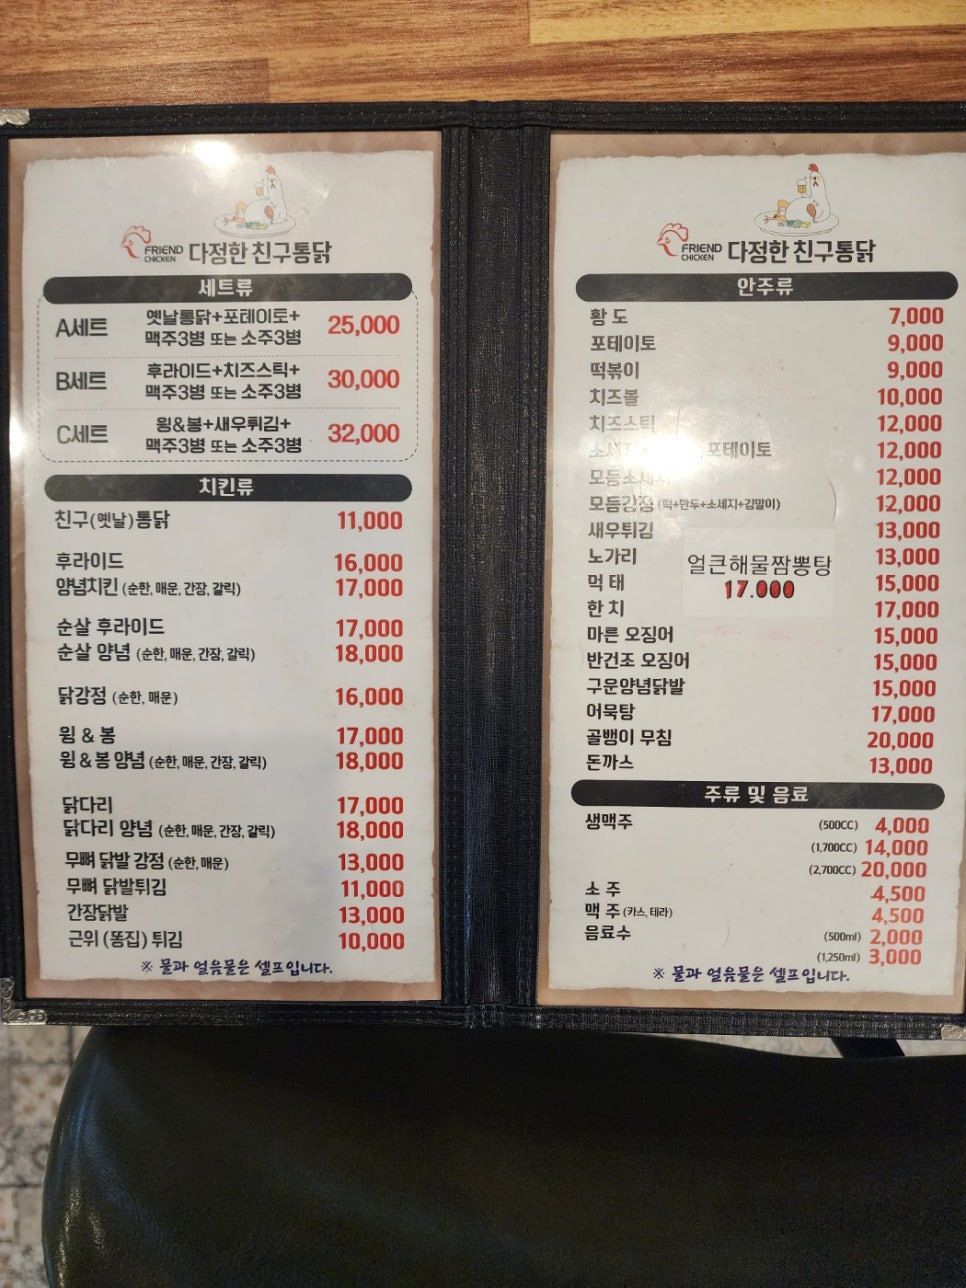 FRIEND
CHICKEN
다정한 친구통닭
세트류
A세트 옛날통닭+포테이토+ 25,000
맥주3병 또는 소주3병
B세트 후라이드+치즈스틱+ 30,000
맥주3병 또는 소주3병
C세트 윙&봉+새우튀김+ 32,000
맥주3병 또는 소주3병
치킨류
친구(옛날)통닭 11,000
후라이드 16,000
양념치킨 (순한, 매운, 간장, 갈릭) 17,000
순살 후라이드 17,000
순살 양념 (순한, 매운, 간장, 갈릭) 18,000
닭강정 (순한, 매운) 16,000
윙 & 봉 17,000
윙 & 봉 양념 (순한, 매운, 간장, 갈릭) 18,000
닭다리 17,000
닭다리 양념 (순한, 매운, 간장, 갈릭) 18,000
무뼈 닭발 강정 (순한, 매운) 13,000
무뼈 닭발튀김 11,000
간장닭발 13,000
근위 (똥집) 튀김 10,000
※ 물과 얼음물은 셀프입니다.
FRIEND
CHICKEN
다정한 친구통닭
안주류
황 도 7,000
포테이토 9,000
떡볶이 9,000
치즈볼 10,000
치즈스틱 12,000
포테이토 12,000
모듬소세 12,000
모듬강정 (떡+만두+소세지+김말이) 12,000
새우튀김 13,000
노가리 13,000
얼큰해물짬뽕탕
17.000
먹 태 15,000
한 치 17,000
마른 오징어 15,000
반건조 오징어 15,000
구운양념닭발 15,000
어묵탕 17,000
골뱅이 무침 20,000
돈까스 13,000
주류 및 음료
생맥주 (500CC) 4,000
(1,700CC) 14,000
(2,700CC) 20,000
소 주 4,500
맥 주 (카스, 테라) 4,500
음료수 (500ml) 2,000
(1,250ml) 3,000
※ 물과 얼음물은 셀프입니다.